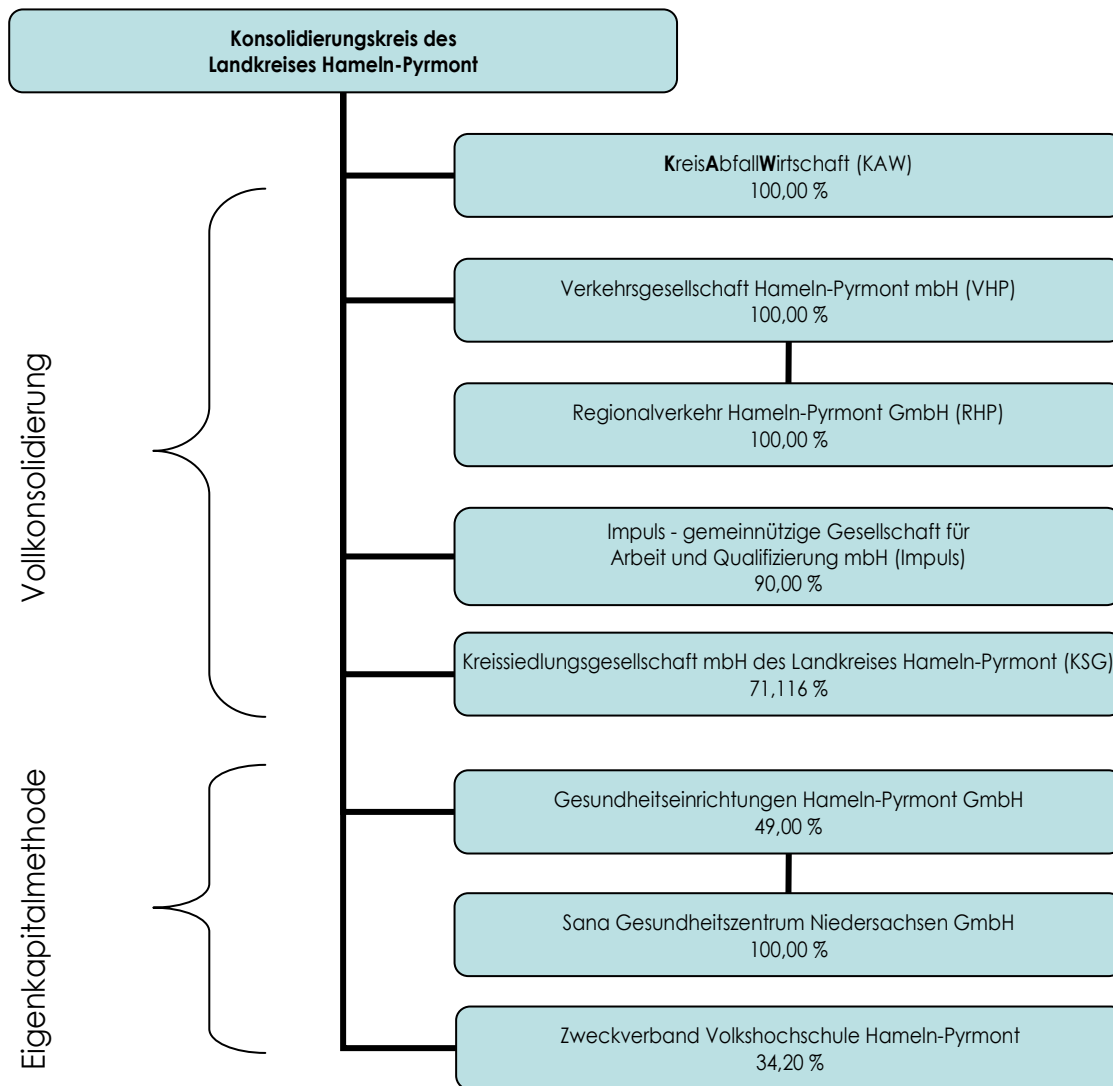 Konsolidierungskreis des
Landkreises Hameln-Pyrmont
Vollkonsolidierung
KreisAbfallWirtschaft (KAW)
100,00 %
Verkehrsgesellschaft Hameln-Pyrmont mbH (VHP)
100,00 %
Regionalverkehr Hameln-Pyrmont GmbH (RHP)
100,00 %
Impuls - gemeinnützige Gesellschaft für
Arbeit und Qualifizierung mbH (Impuls)
90,00 %
Kreissiedlungsgesellschaft mbH des Landkreises Hameln-Pyrmont (KSG)
71,116 %
Eigenkapitalmethode
Gesundheitseinrichtungen Hameln-Pyrmont GmbH
49,00 %
Sana Gesundheitszentrum Niedersachsen GmbH
100,00 %
Zweckverband Volkshochschule Hameln-Pyrmont
34,20 %